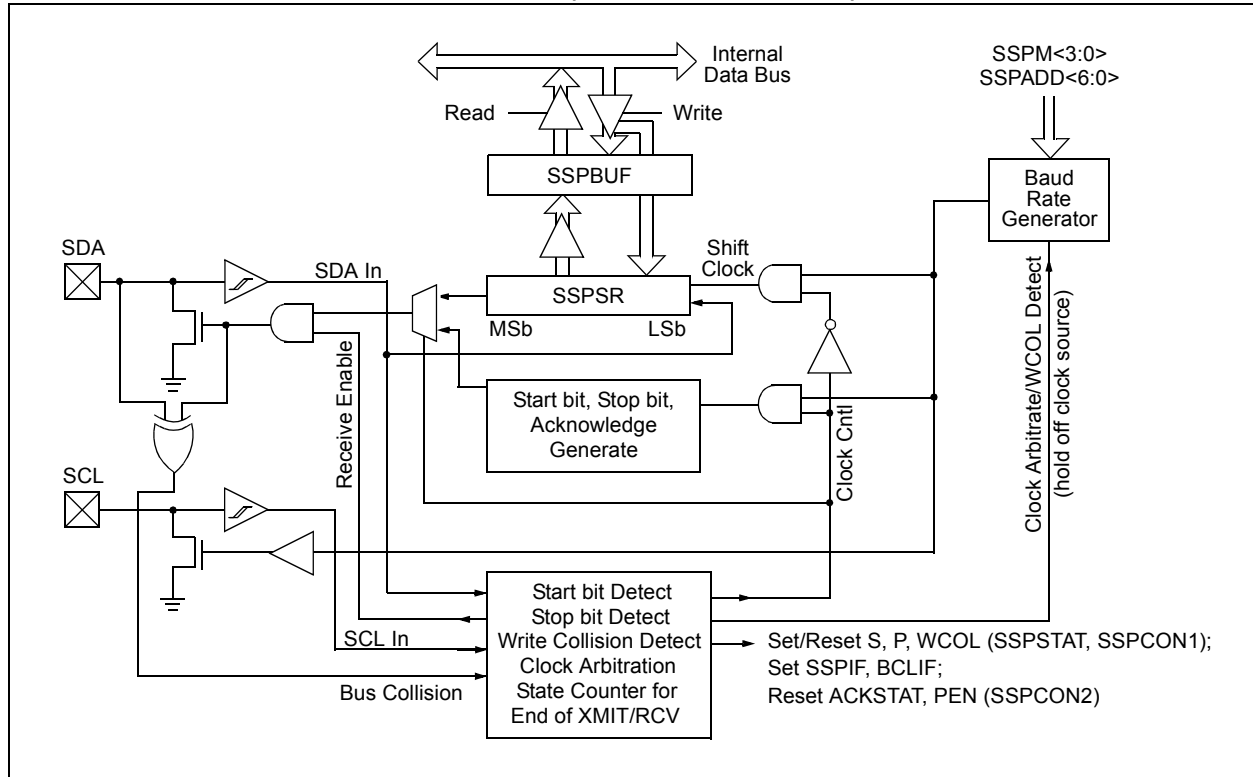 Internal
Data Bus
SSPM<3:0>
SSPADD<6:0>
Read
Write
SSPBUF
Baud
Rate
Generator
SDA
SDA In
Shift
Clock
SSPSR
MSb
LSb
Receive Enable
Start bit, Stop bit,
Acknowledge
Generate
Clock Cntl
Clock Arbitrate/WCOL Detect
(hold off clock source)
SCL
SCL In
Bus Collision
Start bit Detect
Stop bit Detect
Write Collision Detect
Clock Arbitration
State Counter for
End of XMIT/RCV
Set/Reset S, P, WCOL (SSPSTAT, SSPCON1);
Set SSPIF, BCLIF;
Reset ACKSTAT, PEN (SSPCON2)